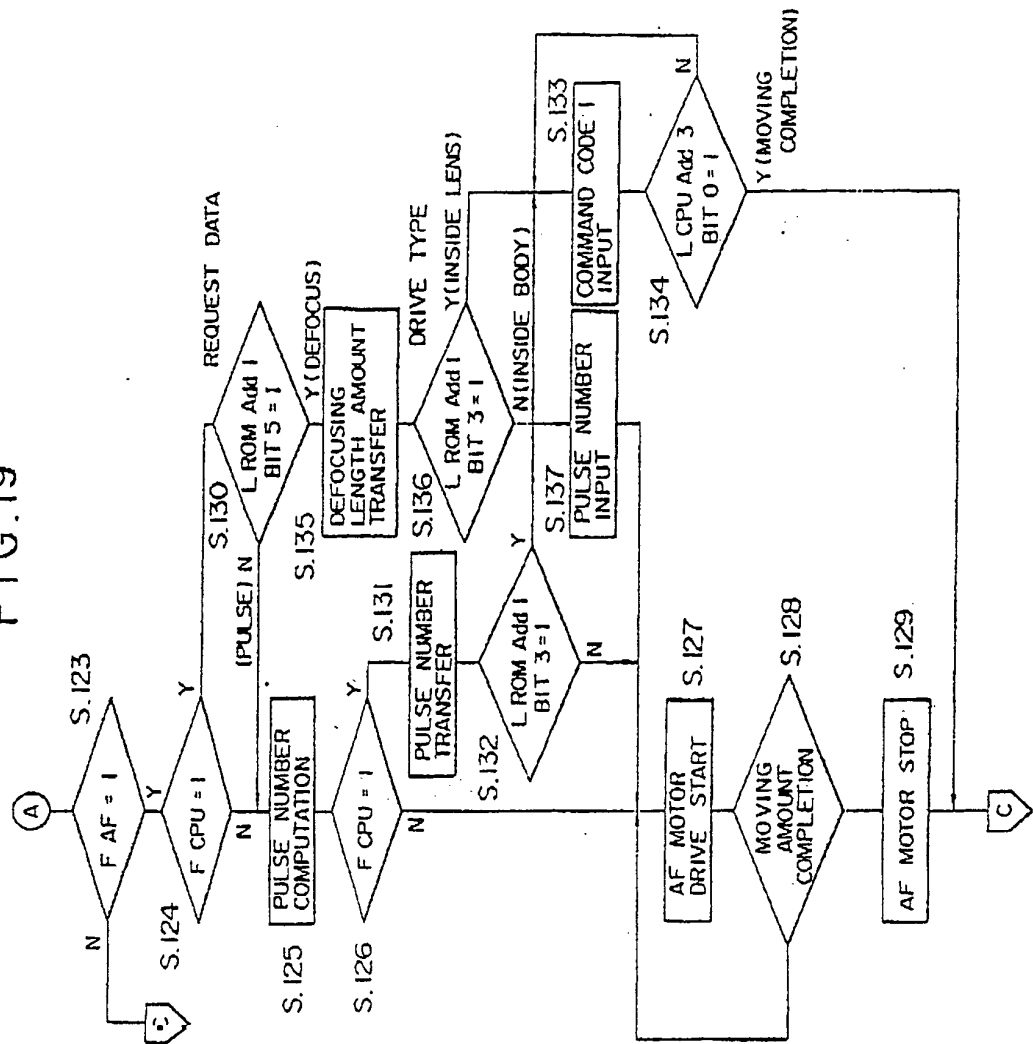 FIG.19
A
F AF = 1
S.123
N
Y
F CPU = 1
S.124
Y
N
REQUEST DATA
L ROM Add 1
BIT 5 = 1
S.130
(PULSE) N
Y(DEFOCUS)
PULSE NUMBER
COMPUTATION
S.125
S.135
DEFOCUSING
LENGTH AMOUNT
TRANSFER
F CPU = 1
S.126
Y
N
S.131
PULSE NUMBER
TRANSFER
DRIVE TYPE
S.136
L ROM Add 1
BIT 3 = 1
Y(INSIDE LENS)
N(INSIDE BODY)
S.132
L ROM Add 1
BIT 3 = 1
Y
N
S.137
PULSE NUMBER
INPUT
S.133
COMMAND CODE 1
INPUT
S.134
L CPU Add 3
BIT 0 = 1
N
Y(MOVING
COMPLETION)
AF MOTOR
DRIVE START
S.127
MOVING
AMOUNT
COMPLETION
S.128
AF MOTOR STOP
S.129
C